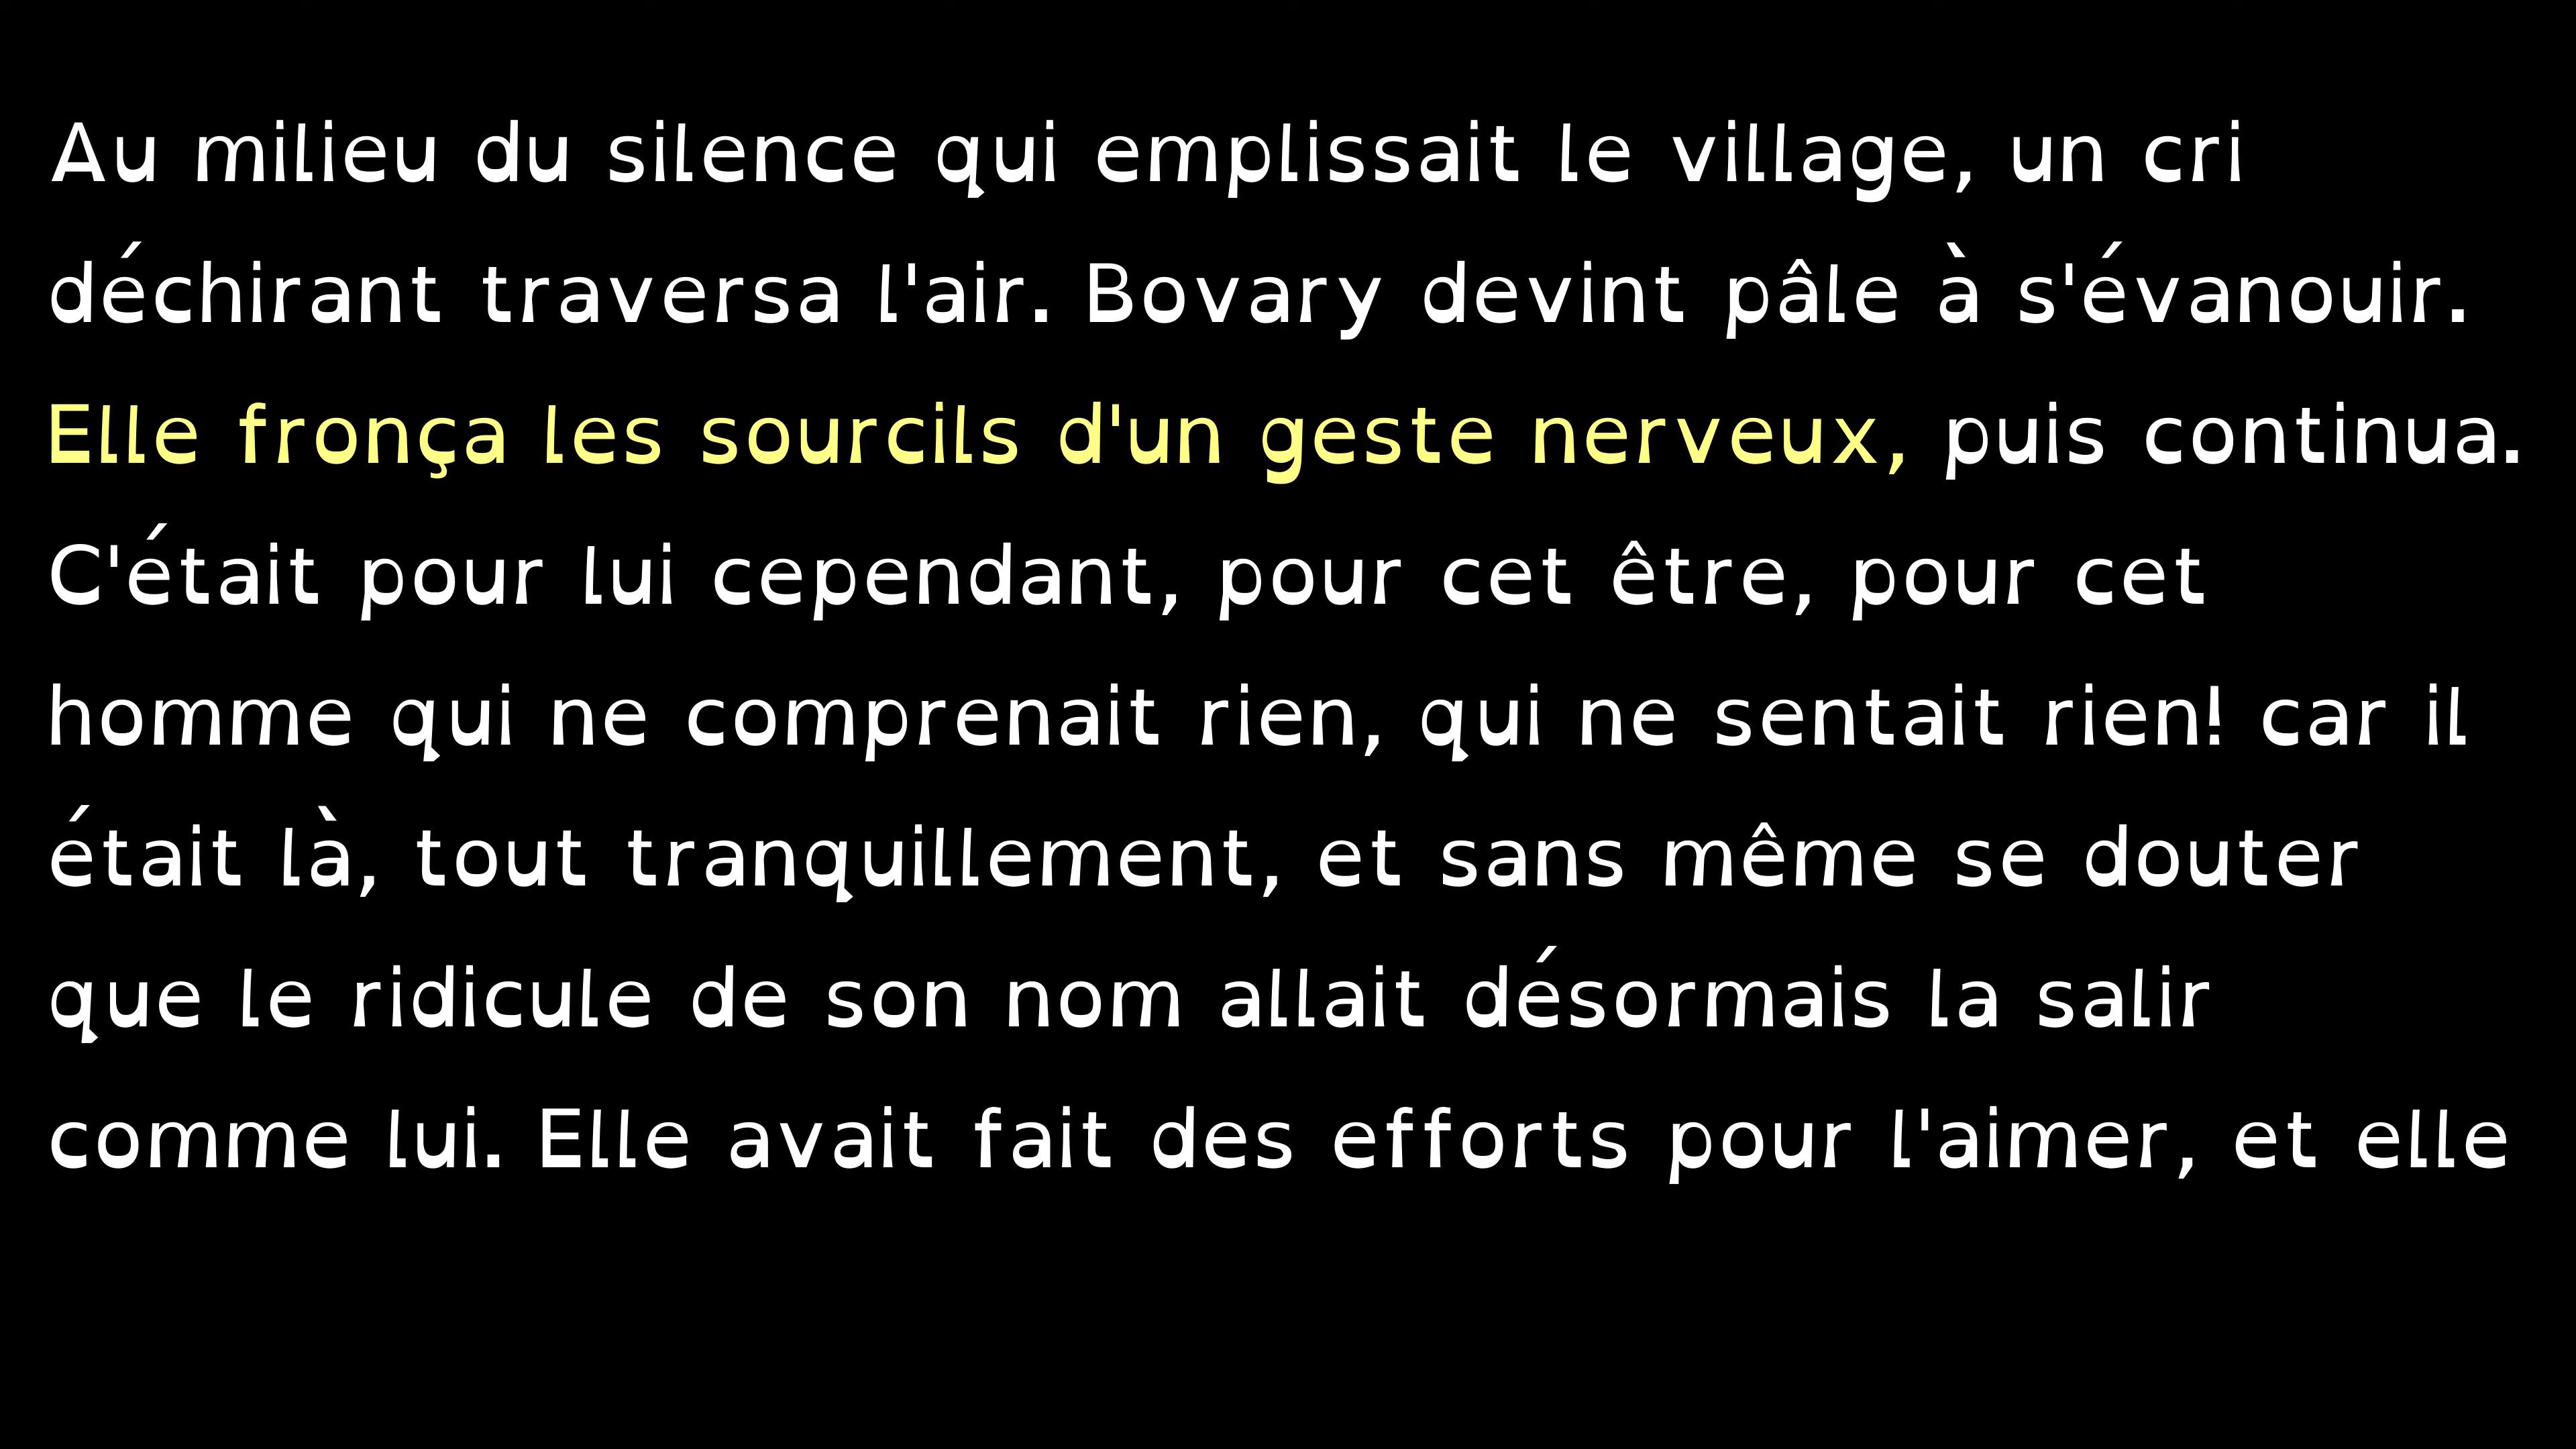 Au milieu du silence qui emplissait le village, un cri
déchirant traversa l'air. Bovary devint pâle à s'évanouir.
Elle fronça les sourcils d'un geste nerveux, puis continua.
C'était pour lui cependant, pour cet être, pour cet
homme qui ne comprenait rien, qui ne sentait rien! car il
était là, tout tranquillement, et sans même se douter
que le ridicule de son nom allait désormais la salir
comme lui. Elle avait fait des efforts pour l'aimer, et elle